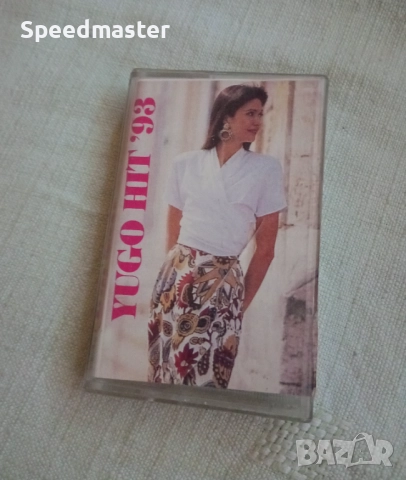 Speedmaster
YUGO HIT '93
BAZAR